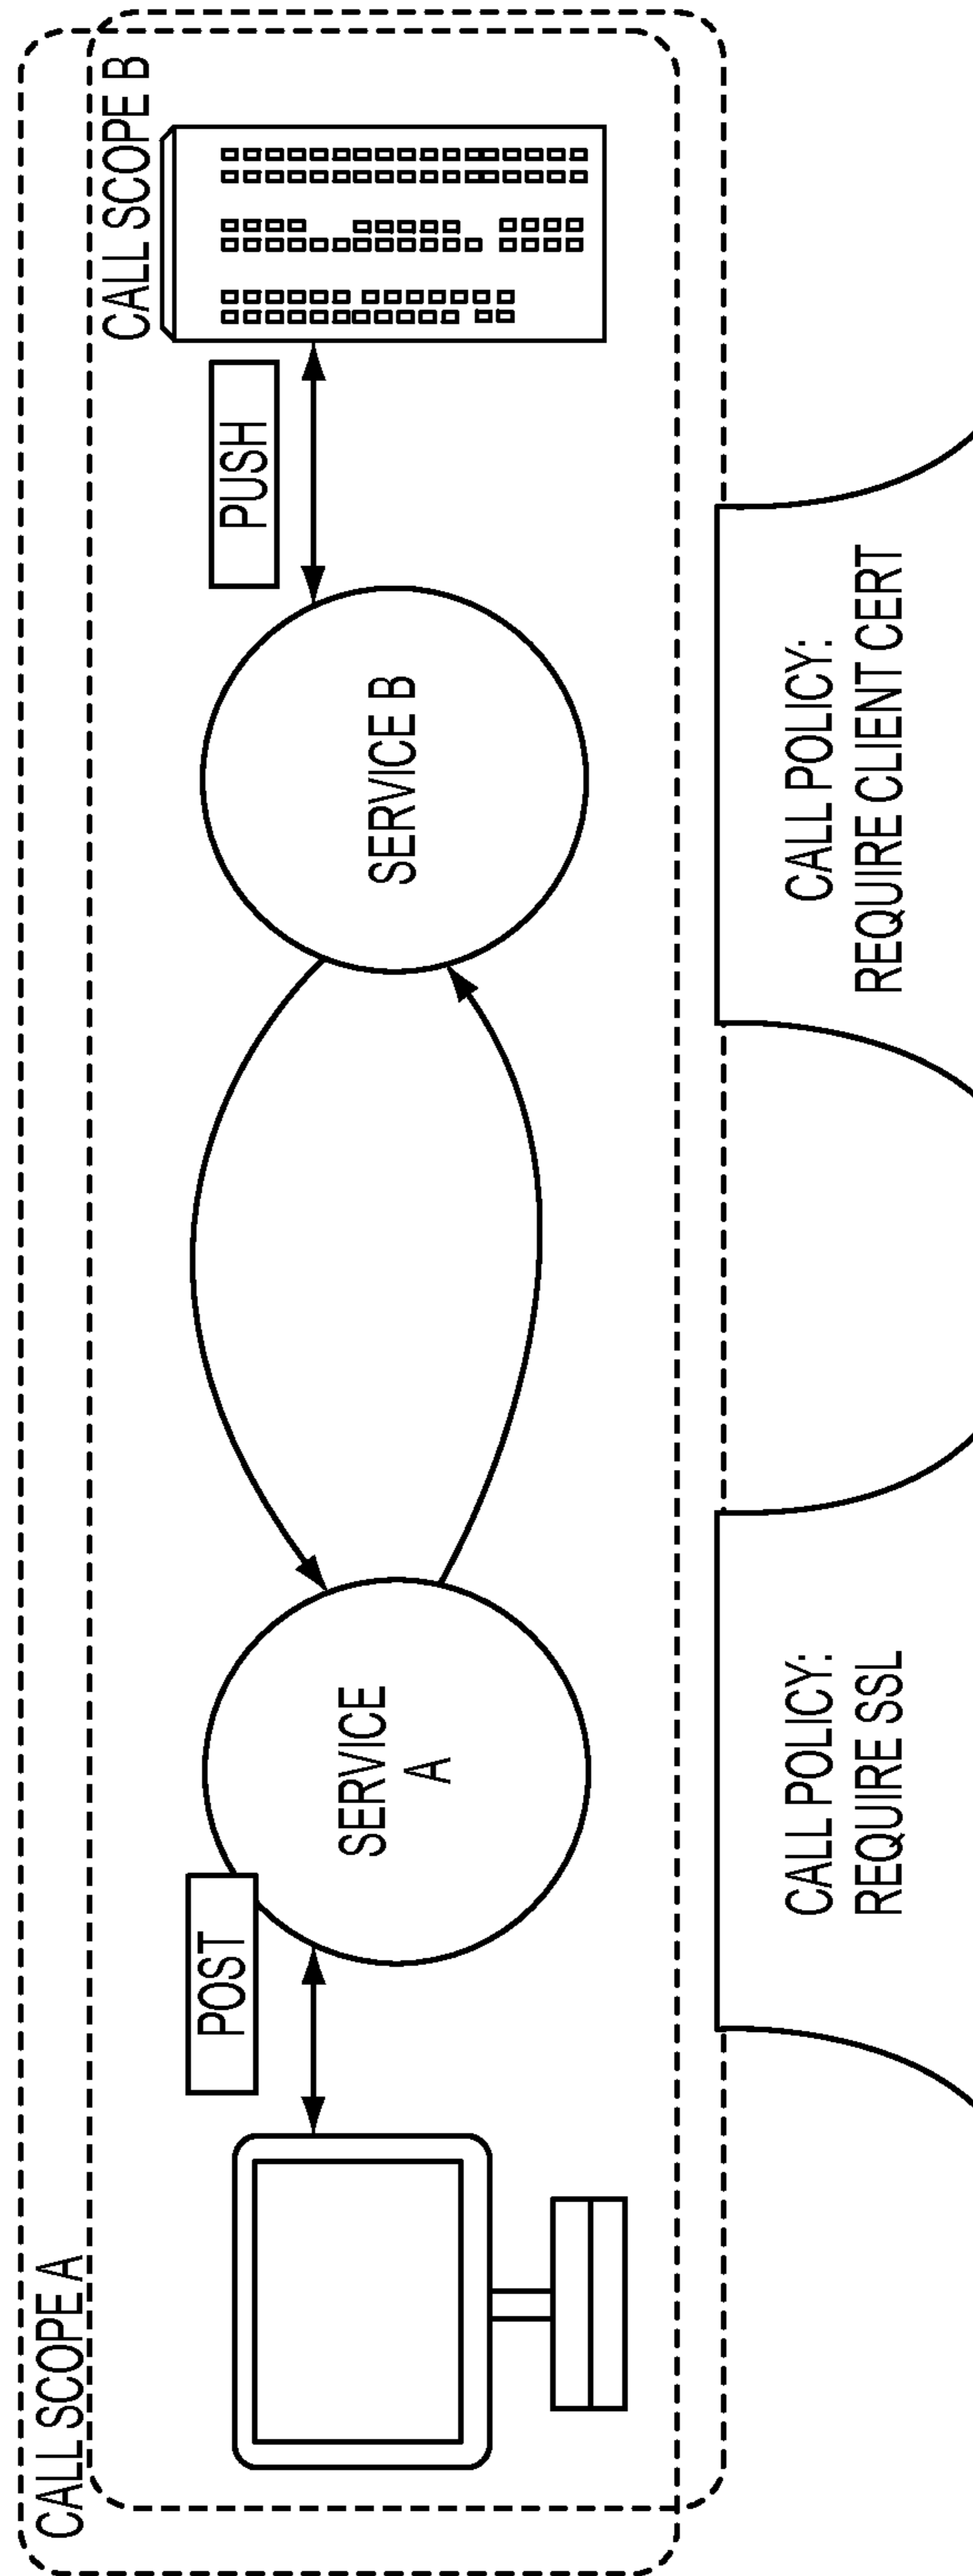 CALL SCOPE A
CALL SCOPE B
POST
PUSH
SERVICE
A
SERVICE B
CALL POLICY:
REQUIRE SSL
CALL POLICY:
REQUIRE CLIENT CERT